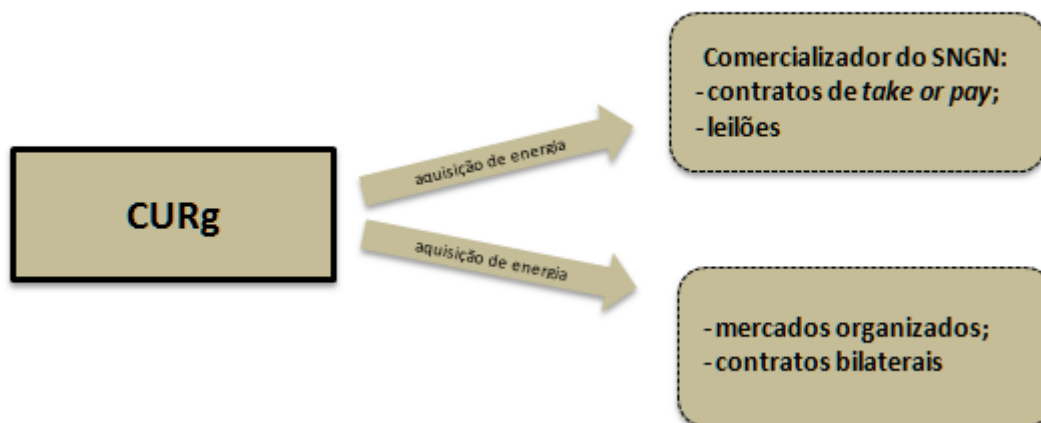 CURg
aquisição de energia
aquisição de energia
Comercializador do SNGN:
-contratos de take or pay;
-leilões
-mercados organizados;
-contratos bilaterais